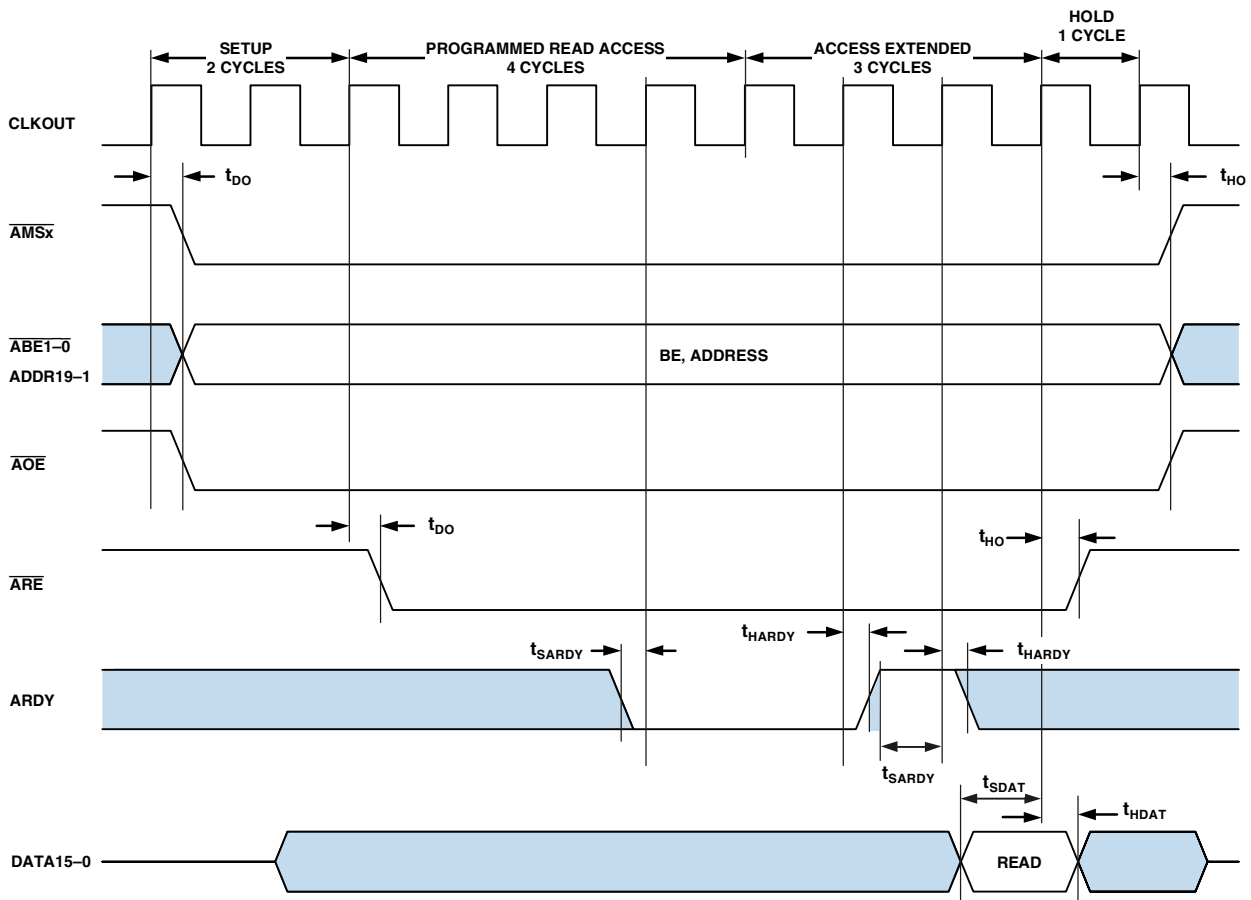 SETUP
2 CYCLES
PROGRAMMED READ ACCESS
4 CYCLES
ACCESS EXTENDED
3 CYCLES
HOLD
1 CYCLE
CLKOUT
tDO
tHO
AMSx
ABE1–0
BE, ADDRESS
ADDR19–1
AOE
tDO
tHO
ARE
tSARDY
tHARDY
tHARDY
ARDY
tSARDY
tSDAT
tHDAT
DATA15–0
READ